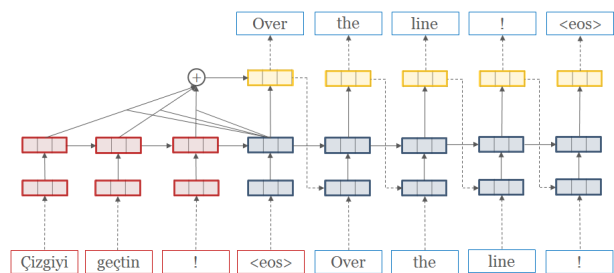 Over the line ! <eos>
+
Çizgiyi geçtin ! <eos> Over the line !